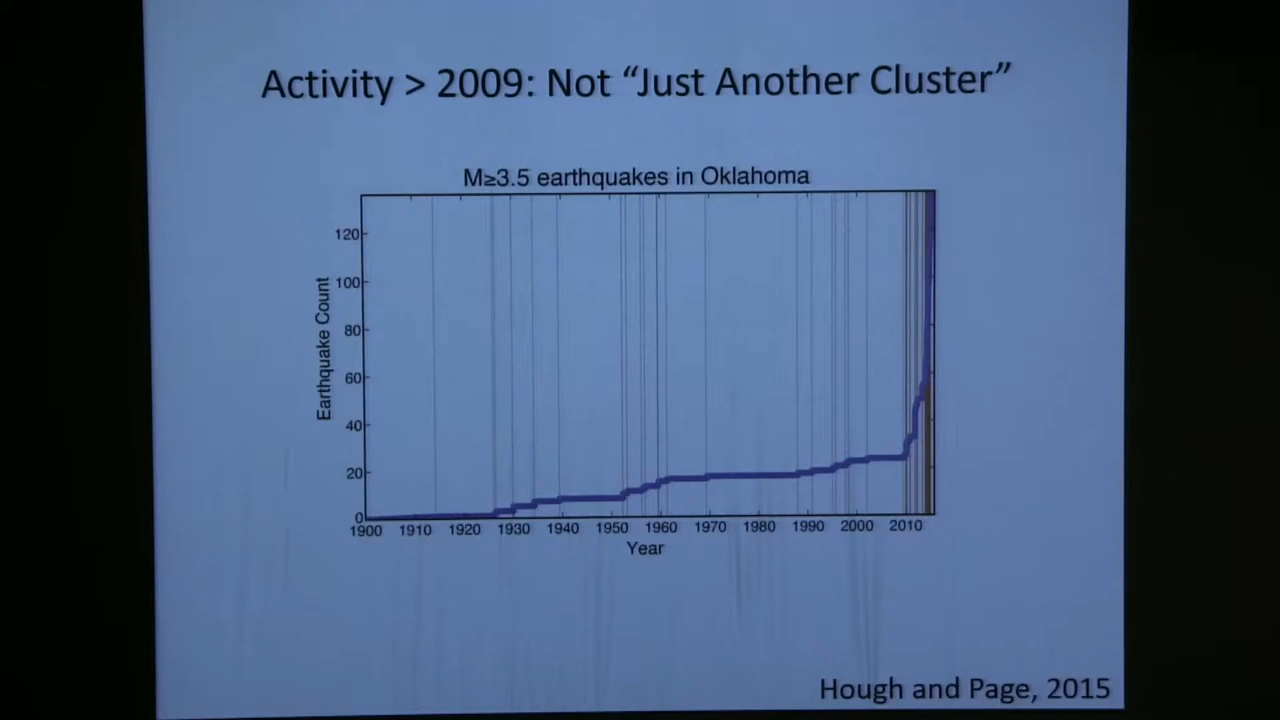 Activity > 2009: Not “Just Another Cluster”
M≥3.5 earthquakes in Oklahoma
Earthquake Count
120
100
80
60
40
20
0
1900 1910 1920 1930 1940 1950 1960 1970 1980 1990 2000 2010
Year
Hough and Page, 2015